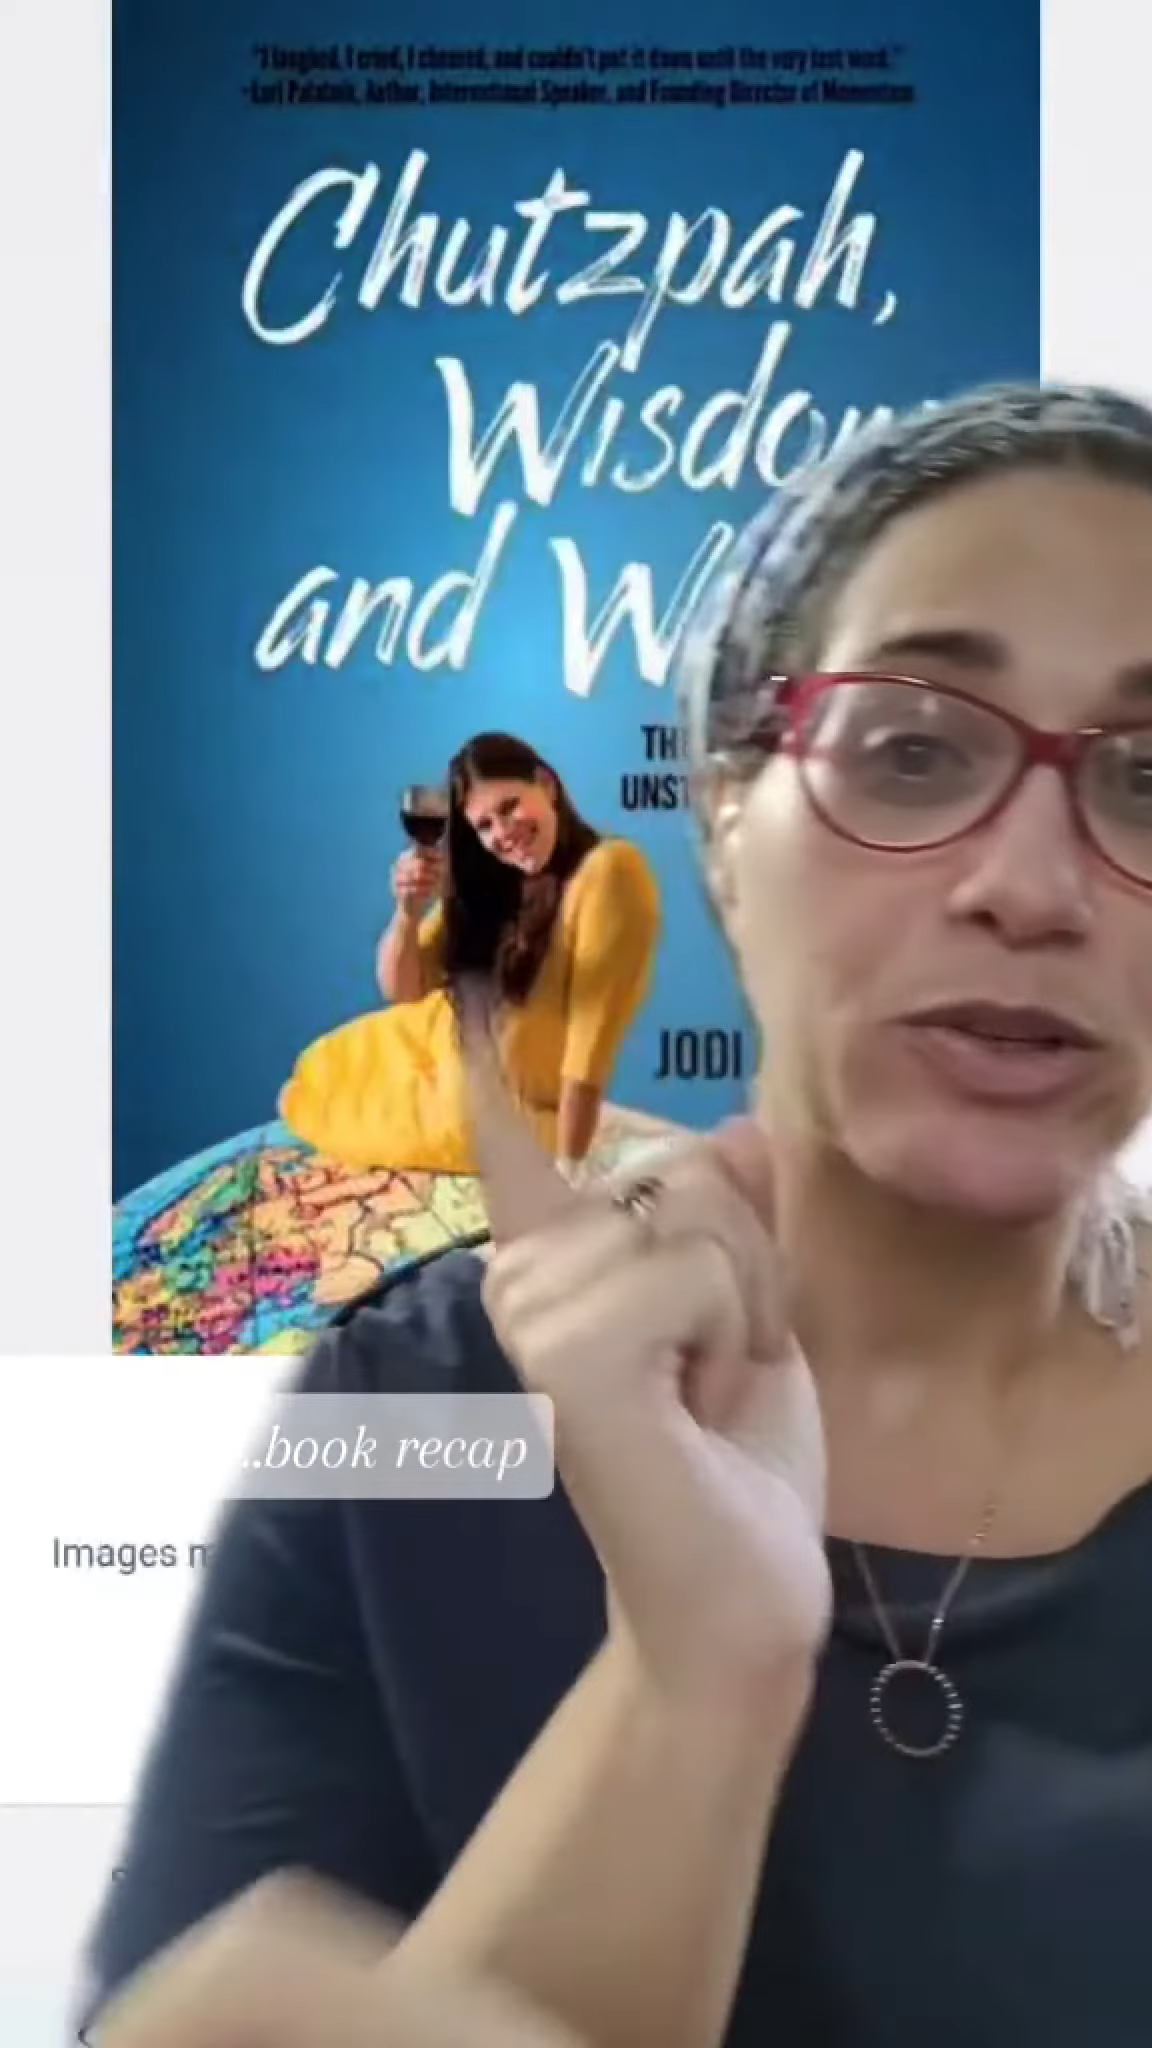 "I laughed, I cried, I cheered, and couldn't put it down until the very last word."
-Lori Palatnik, Author, International Speaker, and Founding Director of Momentum
Chutzpah,
Wisdom
and W
TH
UNST
JODI
..book recap
Images m